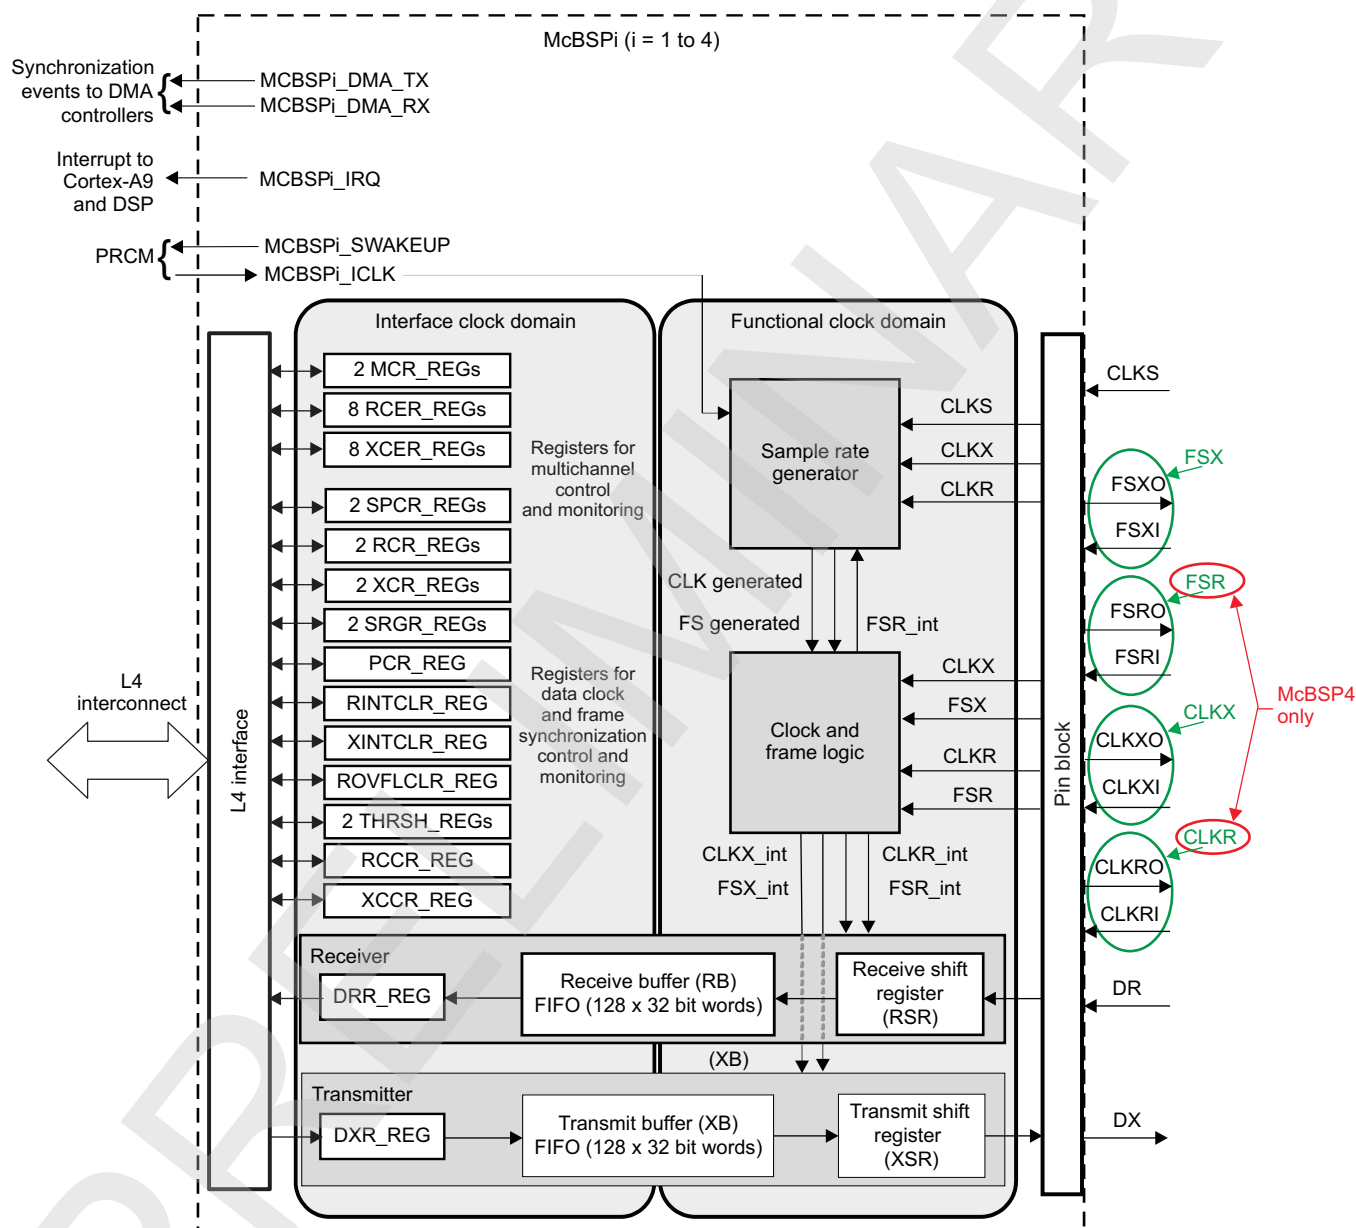 McBSPi (i = 1 to 4)
Synchronization
events to DMA
controllers
MCBSPi_DMA_TX
MCBSPi_DMA_RX
Interrupt to
Cortex-A9
and DSP
MCBSPi_IRQ
PRCM
MCBSPi_SWAKEUP
MCBSPi_ICLK
Interface clock domain
Functional clock domain
2 MCR_REGs
8 RCER_REGs
8 XCER_REGs
Registers for
multichannel
control
and monitoring
2 SPCR_REGs
2 RCR_REGs
2 XCR_REGs
2 SRGR_REGs
PCR_REG
RINTCLR_REG
XINTCLR_REG
ROVFLCLR_REG
2 THRSH_REGs
RCCR_REG
XCCR_REG
Registers for
data clock
and frame
synchronization
control and
monitoring
L4
interconnect
L4 interface
Sample rate
generator
CLKS
CLKX
CLKR
CLK generated
FS generated
FSR_int
Clock and
frame logic
CLKX
FSX
CLKR
FSR
CLKX_int
FSX_int
CLKR_int
FSR_int
Pin block
CLKS
FSX
FSXO
FSXI
FSR
FSRO
FSRI
McBSP4
only
CLKX
CLKXO
CLKXI
CLKR
CLKRO
CLKRI
DR
DX
Receiver
DRR_REG
Receive buffer (RB)
FIFO (128 x 32 bit words)
Receive shift
register
(RSR)
(XB)
Transmitter
DXR_REG
Transmit buffer (XB)
FIFO (128 x 32 bit words)
Transmit shift
register
(XSR)
PRELIMINAR